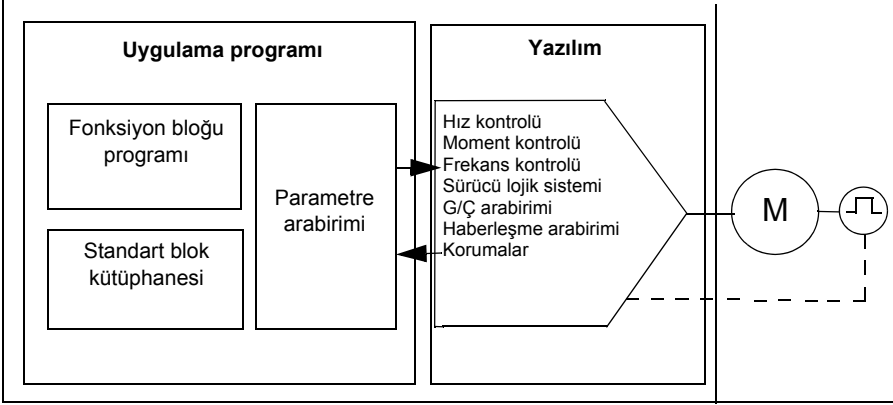 Uygulama programı
Yazılım
Fonksiyon bloğu
programı
Standart blok
kütüphanesi
Parametre
arabirimi
Hız kontrolü
Moment kontrolü
Frekans kontrolü
Sürücü lojik sistemi
G/Ç arabirimi
Haberleşme arabirimi
Korumalar
M